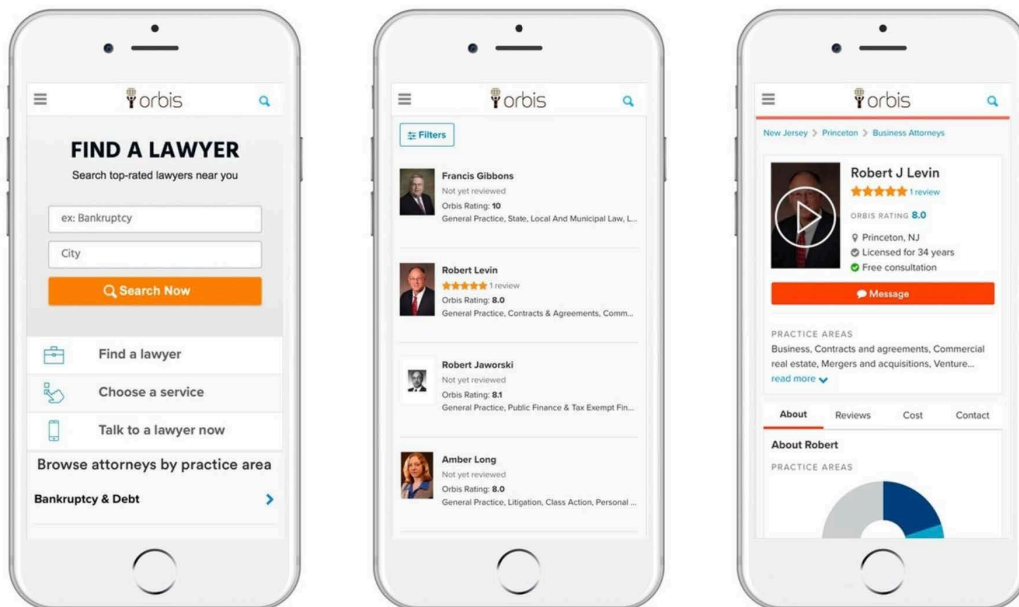 orbis
FIND A LAWYER
Search top-rated lawyers near you
ex: Bankruptcy
City
Search Now
Find a lawyer
Choose a service
Talk to a lawyer now
Browse attorneys by practice area
Bankruptcy & Debt
orbis
Filters
Francis Gibbons
Not yet reviewed
Orbis Rating: 10
General Practice, State, Local And Municipal Law, L...
Robert Levin
1 review
Orbis Rating: 8.0
General Practice, Contracts & Agreements, Comm...
Robert Jaworski
Not yet reviewed
Orbis Rating: 8.1
General Practice, Public Finance & Tax Exempt Fin...
Amber Long
Not yet reviewed
Orbis Rating: 8.0
General Practice, Litigation, Class Action, Personal ...
orbis
New Jersey > Princeton > Business Attorneys
Robert J Levin
1 review
ORBIS RATING 8.0
Princeton, NJ
Licensed for 34 years
Free consultation
Message
PRACTICE AREAS
Business, Contracts and agreements, Commercial
real estate, Mergers and acquisitions, Venture...
read more
About Reviews Cost Contact
About Robert
PRACTICE AREAS